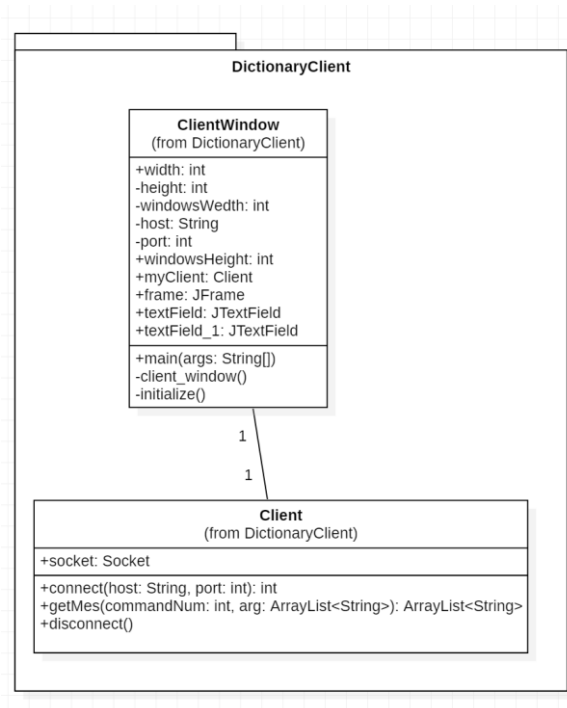 DictionaryClient
ClientWindow
(from DictionaryClient)
+width: int
-height: int
-windowsWedth: int
-host: String
-port: int
+windowsHeight: int
+myClient: Client
+frame: JFrame
+textField: JTextField
+textField_1: JTextField
+main(args: String[])
-client_window()
-initialize()
1
1
Client
(from DictionaryClient)
+socket: Socket
+connect(host: String, port: int): int
+getMes(commandNum: int, arg: ArrayList<String>): ArrayList<String>
+disconnect()